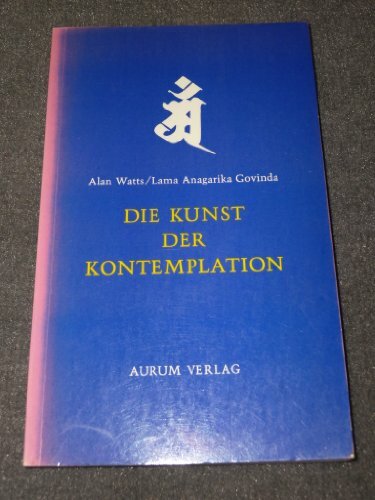 Alan Watts/Lama Anagarika Govinda
DIE KUNST
DER
KONTEMPLATION
AURUM VERLAG